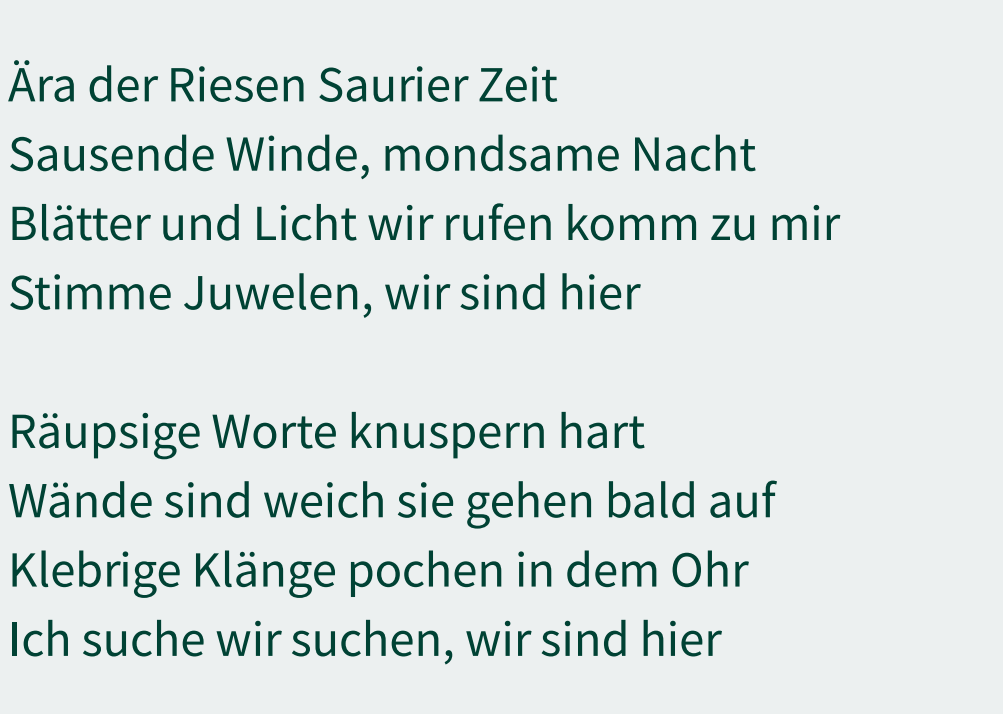 Ära der Riesen Saurier Zeit
Sausende Winde, mondsame Nacht
Blätter und Licht wir rufen komm zu mir
Stimme Juwelen, wir sind hier

Räupsige Worte knuspern hart
Wände sind weich sie gehen bald auf
Klebrige Klänge pochen in dem Ohr
Ich suche wir suchen, wir sind hier